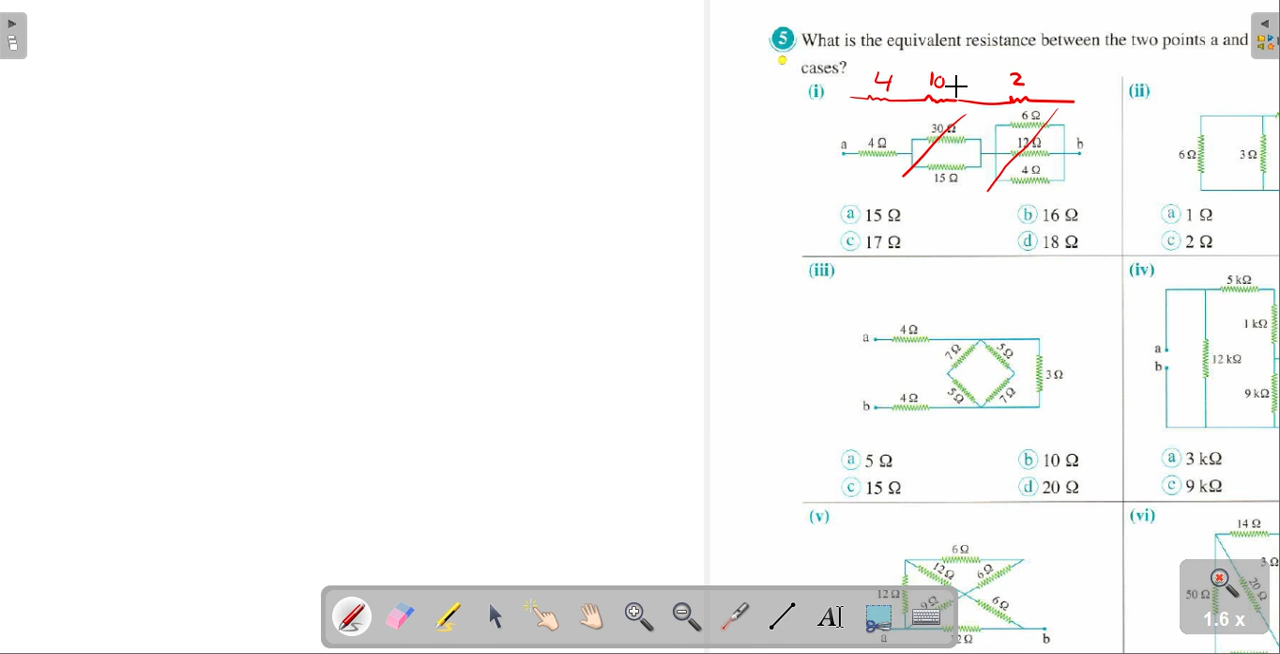 5 What is the equivalent resistance between the two points a and
cases?
(i)
4 10 2
a 4 Ω 30 Ω 15 Ω 6 Ω 12 Ω 4 Ω b
a 15 Ω b 16 Ω
c 17 Ω d 18 Ω
(ii)
6 Ω 3 Ω
a 1 Ω
c 2 Ω
(iii)
a 4 Ω 7 Ω 5 Ω 3 Ω
b 4 Ω 5 Ω 7 Ω
a 5 Ω b 10 Ω
c 15 Ω d 20 Ω
(iv)
5 kΩ
1 kΩ
a
b 12 kΩ
9 kΩ
a 3 kΩ
c 9 kΩ
(v)
6 Ω
12 Ω 6 Ω
12 Ω 9 Ω 6 Ω
a b
(vi)
14 Ω
3 Ω
50 Ω 20 Ω
A
1.6 x